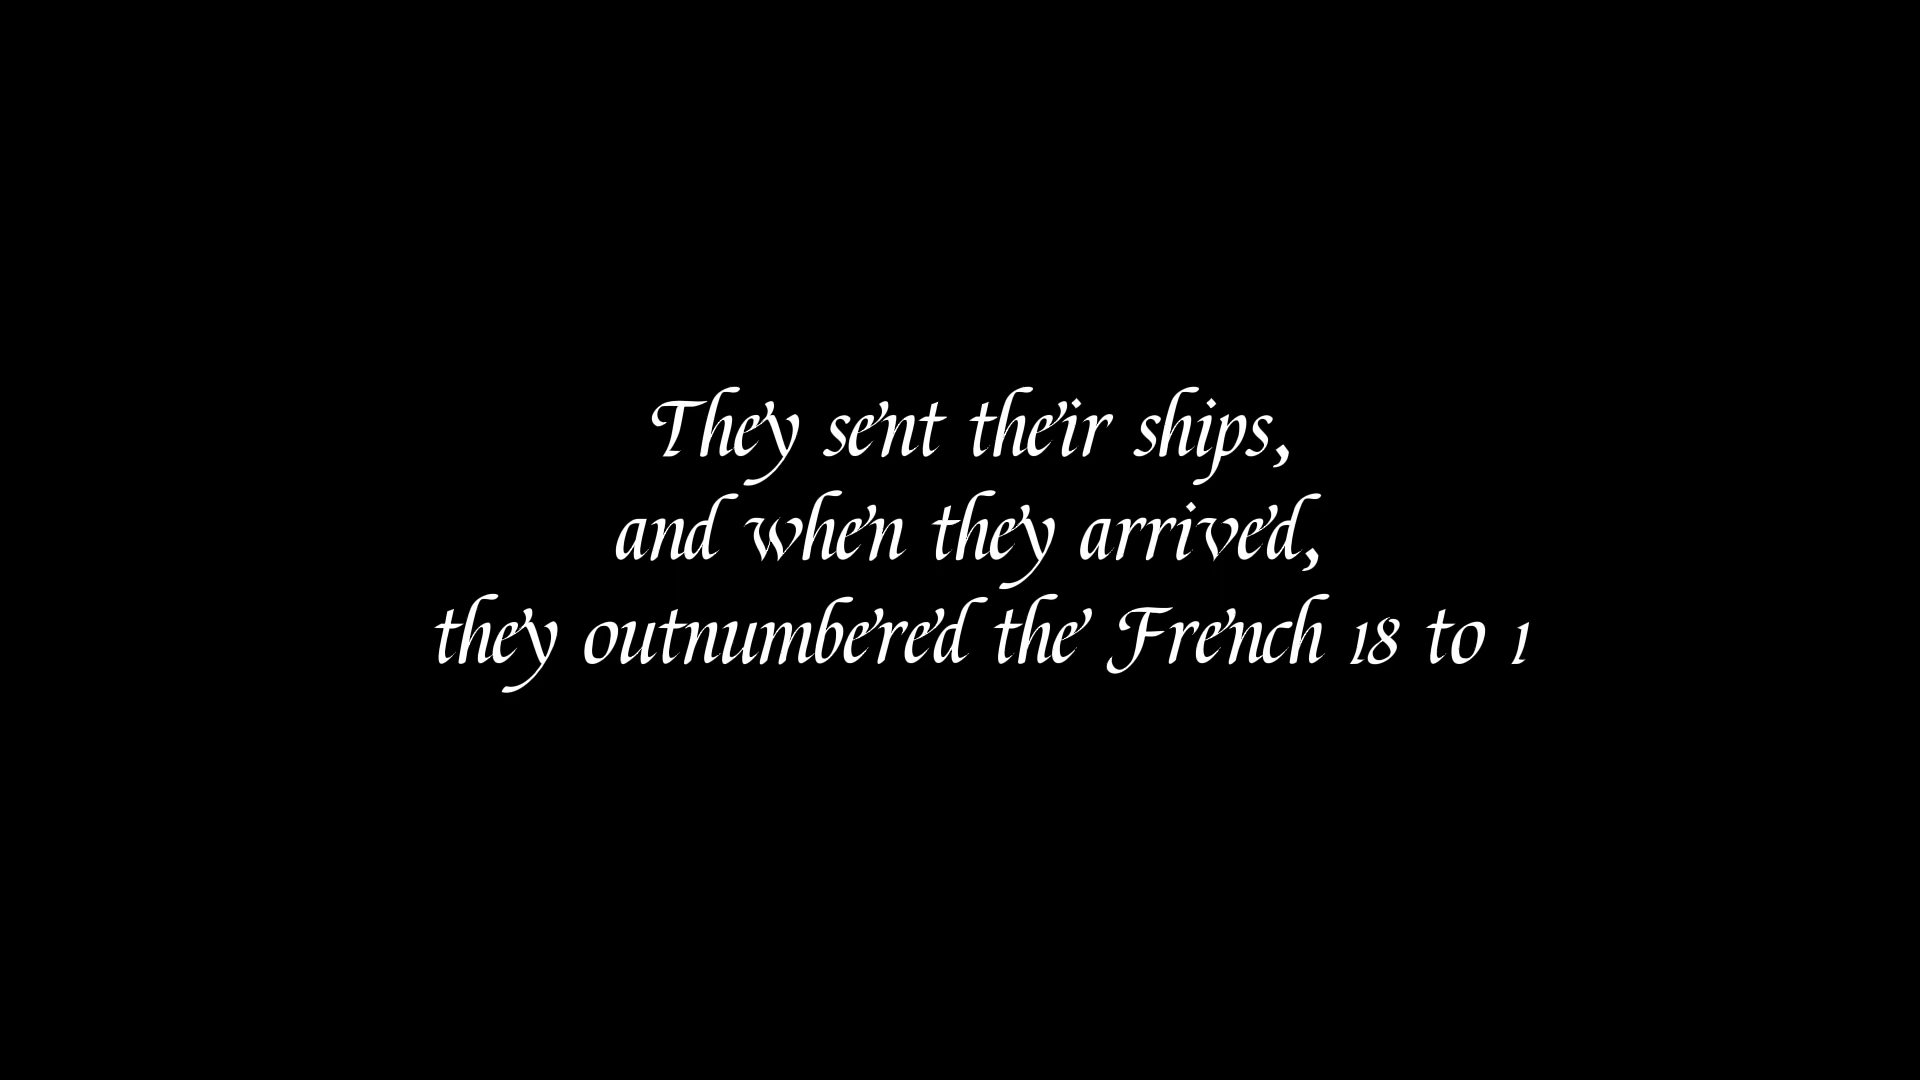 They sent their ships,
and when they arrived,
they outnumbered the French 18 to 1